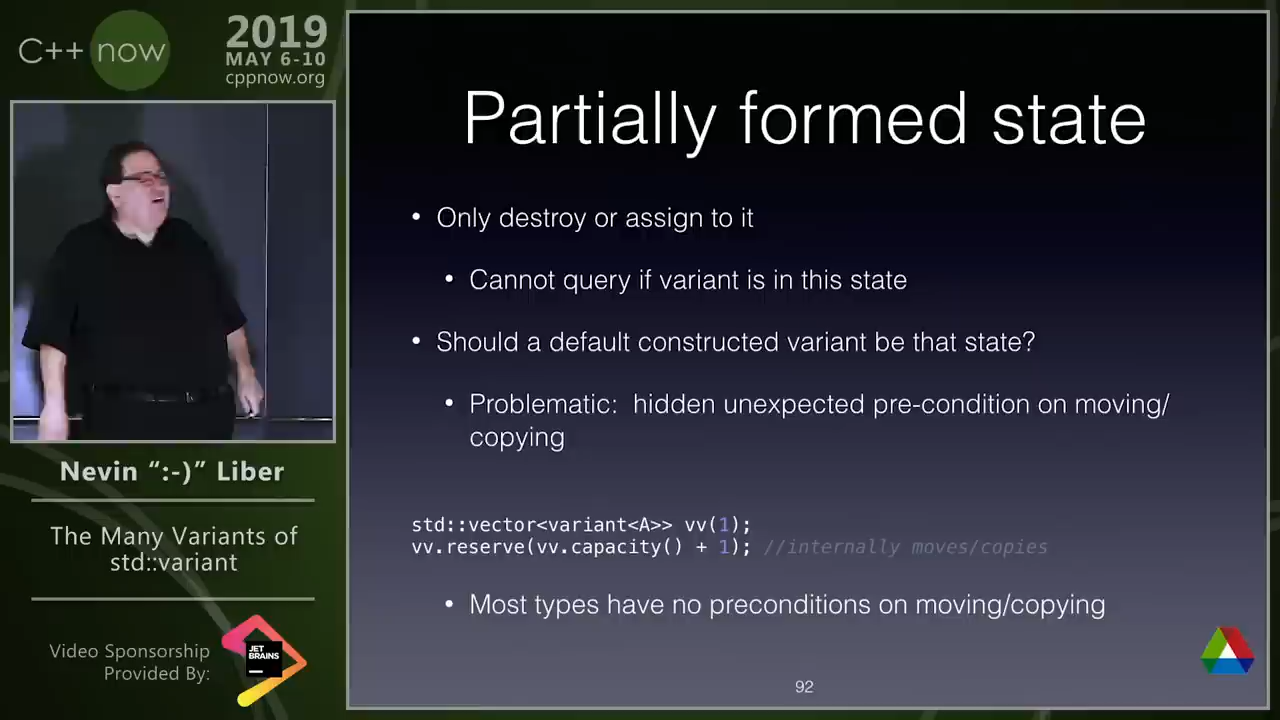 C++ now
2019
MAY 6-10
cppnow.org
Nevin “:-)” Liber
The Many Variants of
std::variant
Video Sponsorship
Provided By:
JET
BRAINS
Partially formed state
• Only destroy or assign to it
• Cannot query if variant is in this state
• Should a default constructed variant be that state?
• Problematic: hidden unexpected pre-condition on moving/
copying
std::vector<variant<A>> vv(1);
vv.reserve(vv.capacity() + 1); //internally moves/copies
• Most types have no preconditions on moving/copying
92